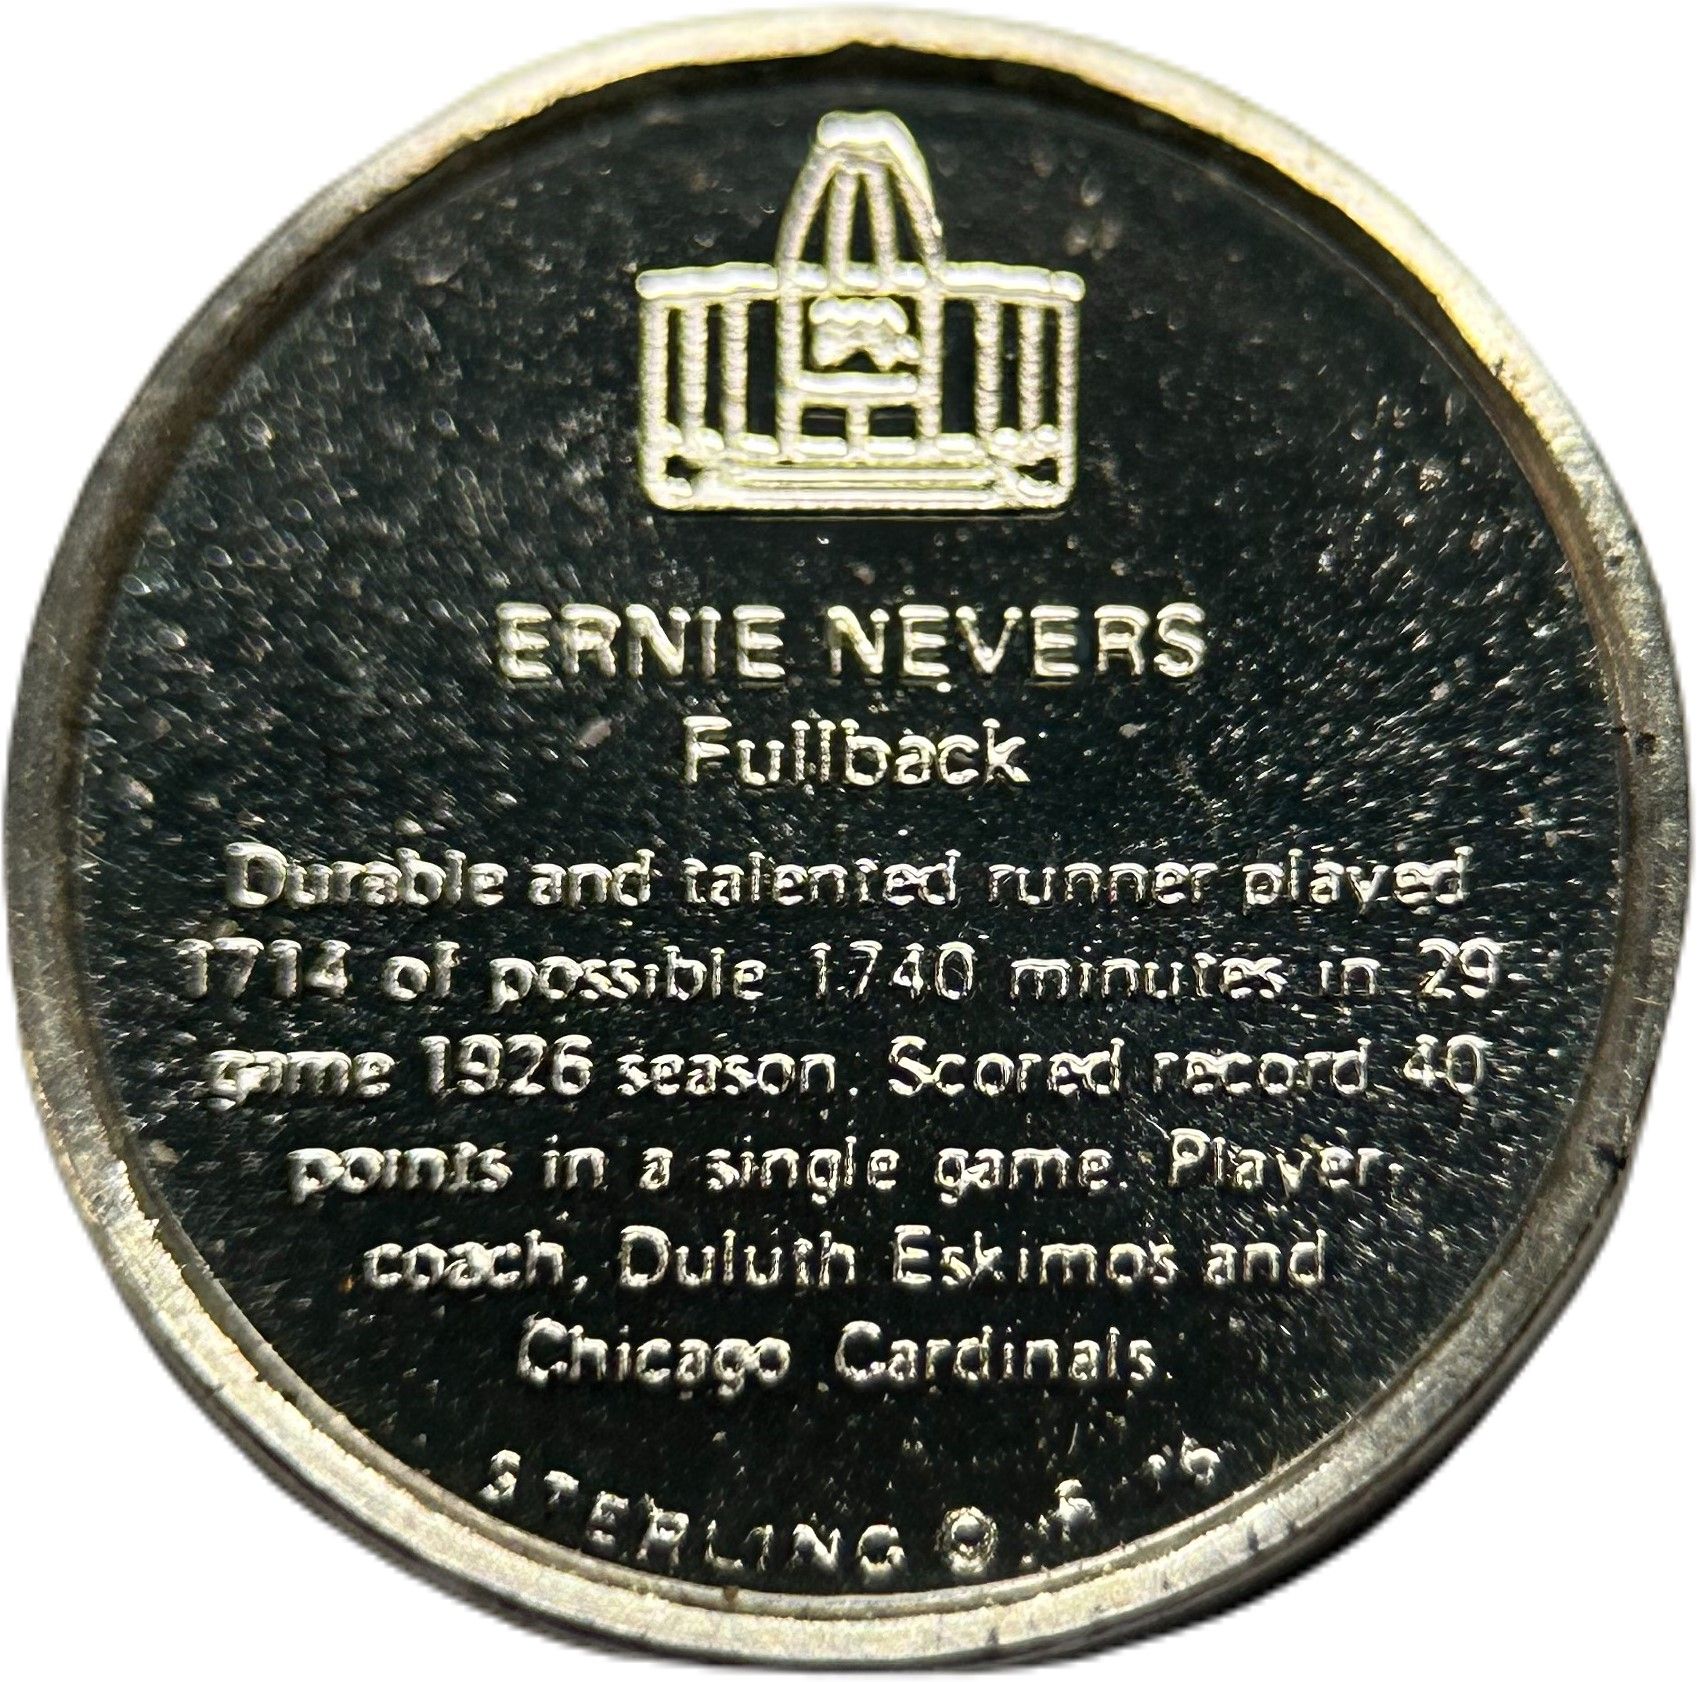 ERNIE NEVERS
Fullback
Durable and talented runner played
1714 of possible 1740 minutes in 29
game 1926 season. Scored record 40
points in a single game. Player,
coach, Duluth Eskimos and
Chicago Cardinals.
STERLING